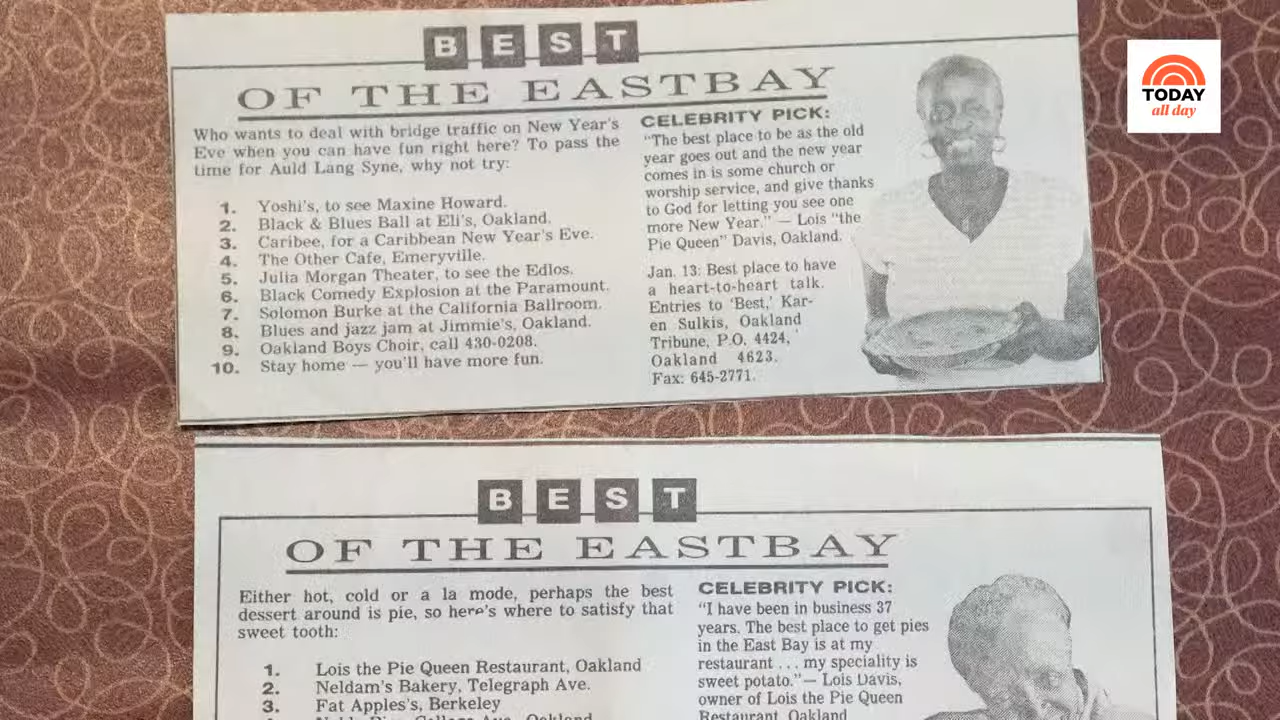 BEST
OF THE EASTBAY
Who wants to deal with bridge traffic on New Year's
Eve when you can have fun right here? To pass the
time for Auld Lang Syne, why not try:
1. Yoshi's, to see Maxine Howard.
2. Black & Blues Ball at Eli's, Oakland.
3. Caribee, for a Caribbean New Year's Eve.
4. The Other Cafe, Emeryville.
5. Julia Morgan Theater, to see the Edlos.
6. Black Comedy Explosion at the Paramount.
7. Solomon Burke at the California Ballroom.
8. Blues and jazz jam at Jimmie's, Oakland.
9. Oakland Boys Choir, call 430-0208.
10. Stay home — you'll have more fun.
CELEBRITY PICK:
"The best place to be as the old
year goes out and the new year
comes in is some church or
worship service, and give thanks
to God for letting you see one
more New Year." — Lois "the
Pie Queen" Davis, Oakland.
Jan. 13: Best place to have
a heart-to-heart talk.
Entries to 'Best,' Kar-
en Sulkis, Oakland
Tribune, P.O. 4424,
Oakland 4623.
Fax: 645-2771.
TODAY
all day
BEST
OF THE EASTBAY
Either hot, cold or a la mode, perhaps the best
dessert around is pie, so here's where to satisfy that
sweet tooth:
1. Lois the Pie Queen Restaurant, Oakland
2. Neldam's Bakery, Telegraph Ave.
3. Fat Apples's, Berkeley
CELEBRITY PICK:
"I have been in business 37
years. The best place to get pies
in the East Bay is at my
restaurant . . . my speciality is
sweet potato."— Lois Davis,
owner of Lois the Pie Queen
Restaurant, Oakland